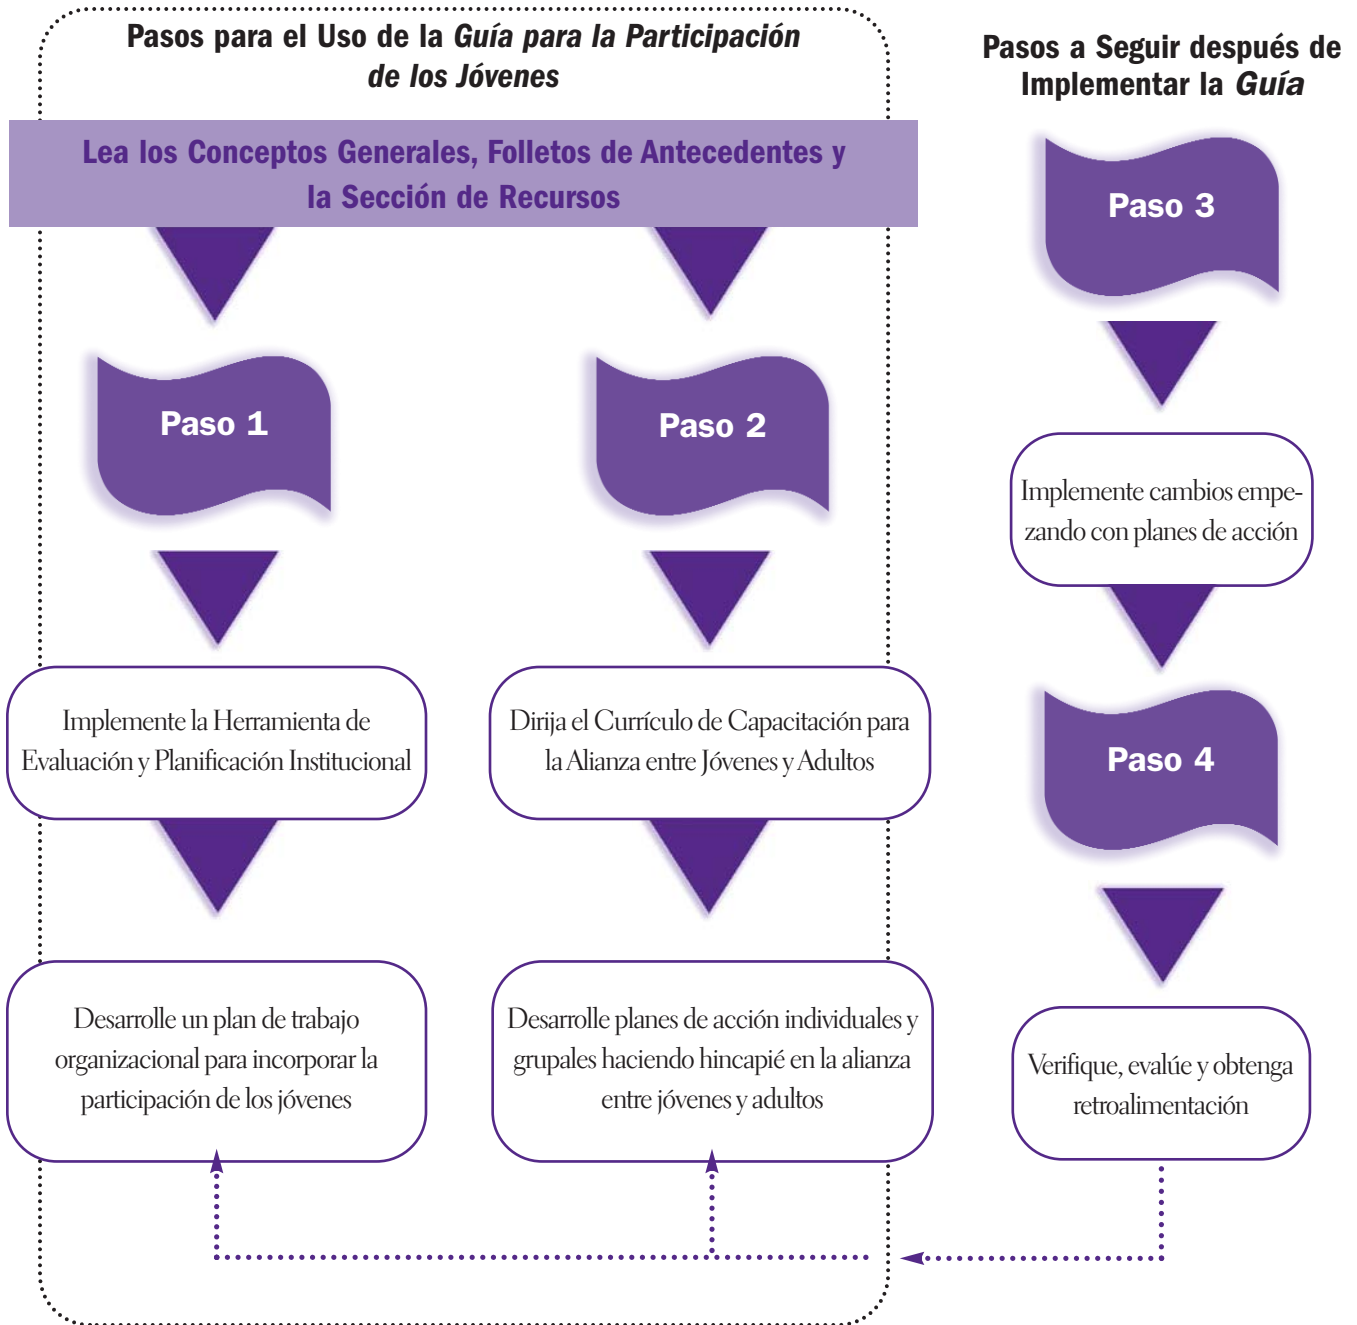 Pasos para el Uso de la Guía para la Participación
de los Jóvenes
Lea los Conceptos Generales, Folletos de Antecedentes y
la Sección de Recursos
Paso 1
Implemente la Herramienta de
Evaluación y Planificación Institucional
Desarrolle un plan de trabajo
organizacional para incorporar la
participación de los jóvenes
Paso 2
Dirija el Currículo de Capacitación para
la Alianza entre Jóvenes y Adultos
Desarrolle planes de acción individuales y
grupales haciendo hincapié en la alianza
entre jóvenes y adultos
Pasos a Seguir después de
Implementar la Guía
Paso 3
Implemente cambios empe-
zando con planes de acción
Paso 4
Verifique, evalúe y obtenga
retroalimentación